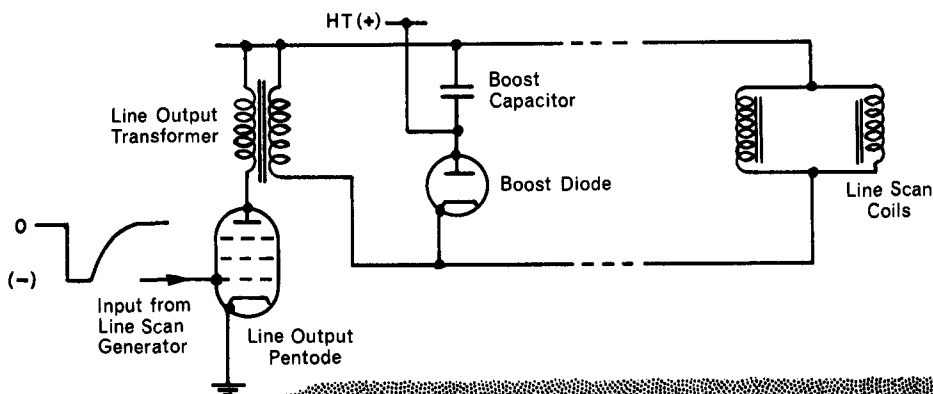 HT (+)
Boost
Capacitor
Line Output
Transformer
Boost Diode
Line Scan
Coils
0
(-)
Input from
Line Scan
Generator
Line Output
Pentode